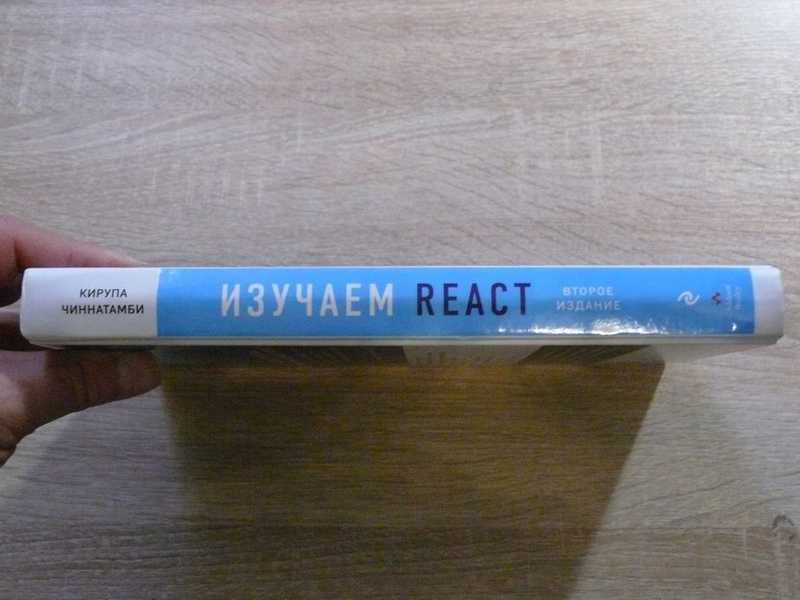 КИРУПА
ЧИННАТАМБИ
ИЗУЧАЕМ REACT
ВТОРОЕ
ИЗДАНИЕ